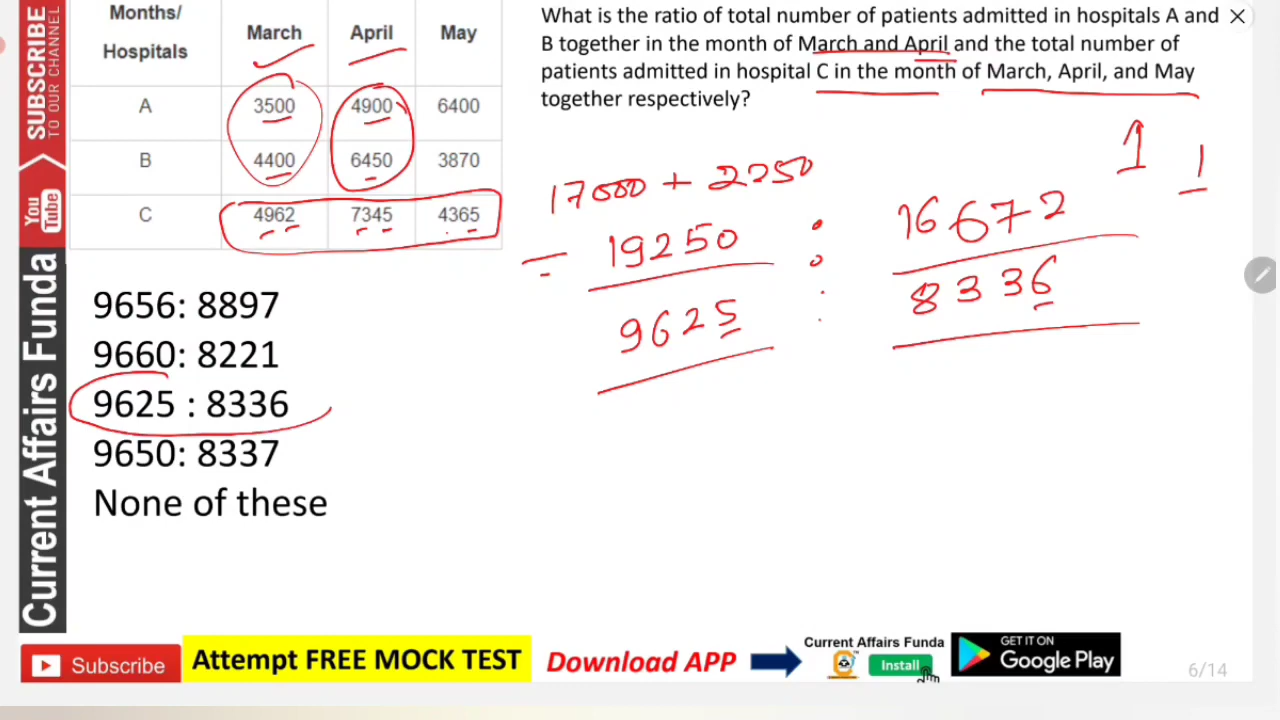 SUBSCRIBE
TO OUR CHANNEL
You
Tube
Current Affairs Funda
Months/
Hospitals
March
April
May
A
3500
4900
6400
B
4400
6450
3870
C
4962
7345
4365
What is the ratio of total number of patients admitted in hospitals A and
B together in the month of March and April and the total number of
patients admitted in hospital C in the month of March, April, and May
together respectively?
17000 + 2250
= 19250 : 16672
9625 : 8336
1
1
9656: 8897
9660: 8221
9625 : 8336
9650: 8337
None of these
Subscribe
Attempt FREE MOCK TEST
Download APP
Current Affairs Funda
Install
GET IT ON
Google Play
6/14